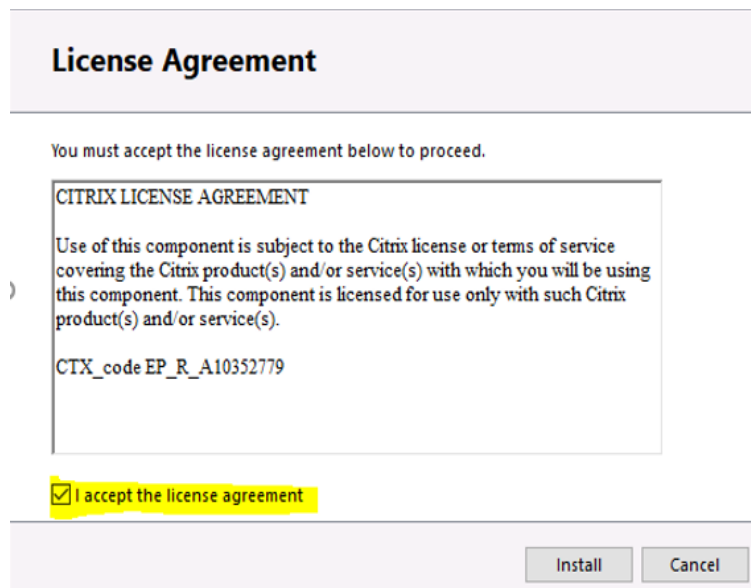 License Agreement
You must accept the license agreement below to proceed.
CITRIX LICENSE AGREEMENT
Use of this component is subject to the Citrix license or terms of service
covering the Citrix product(s) and/or service(s) with which you will be using
this component. This component is licensed for use only with such Citrix
product(s) and/or service(s).
CTX_code EP_R_A10352779
I accept the license agreement
Install Cancel